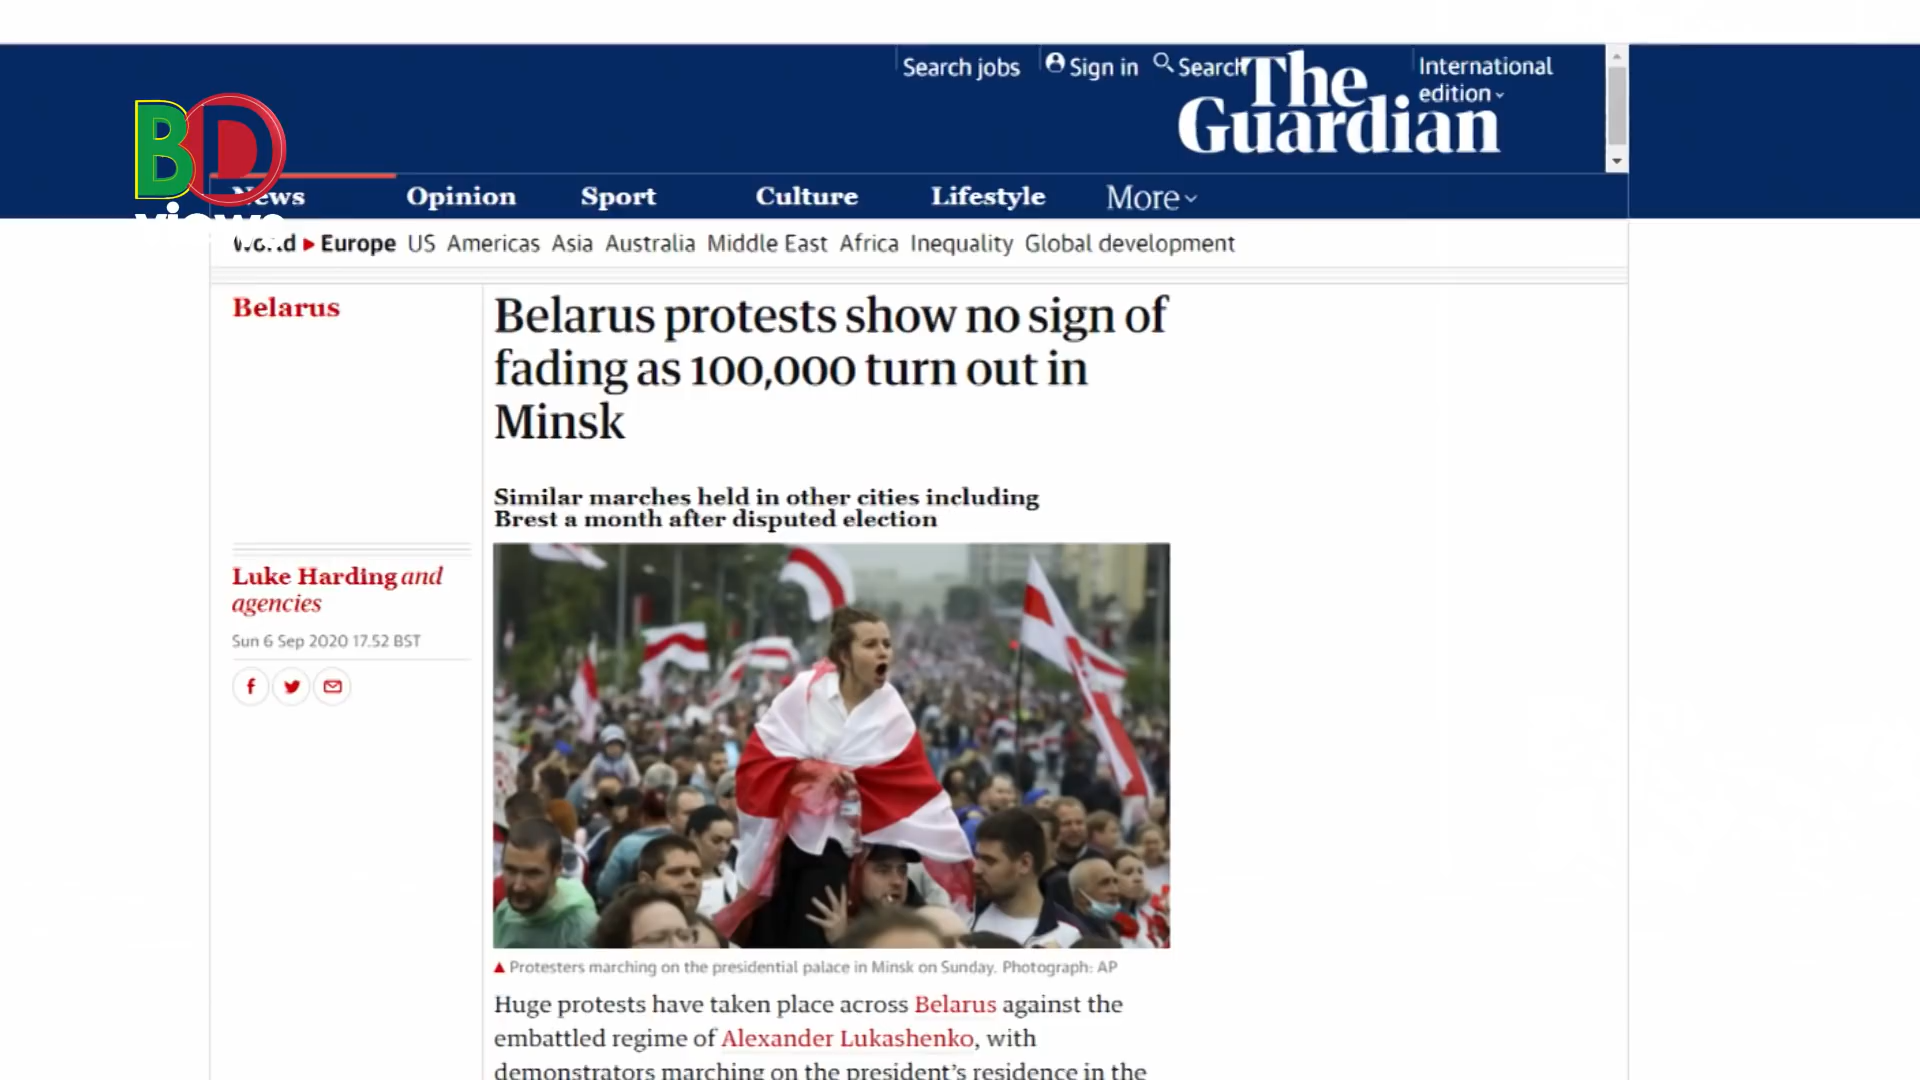 Search jobs
Sign in
Search
The
Guardian
International
edition
BD
views
News
Opinion
Sport
Culture
Lifestyle
More
World
Europe
US
Americas
Asia
Australia
Middle East
Africa
Inequality
Global development
Belarus
Belarus protests show no sign of
fading as 100,000 turn out in
Minsk
Similar marches held in other cities including
Brest a month after disputed election
Luke Harding and
agencies
Sun 6 Sep 2020 17.52 BST
Protesters marching on the presidential palace in Minsk on Sunday. Photograph: AP
Huge protests have taken place across Belarus against the
embattled regime of Alexander Lukashenko, with
demonstrators marching on the president's residence in the